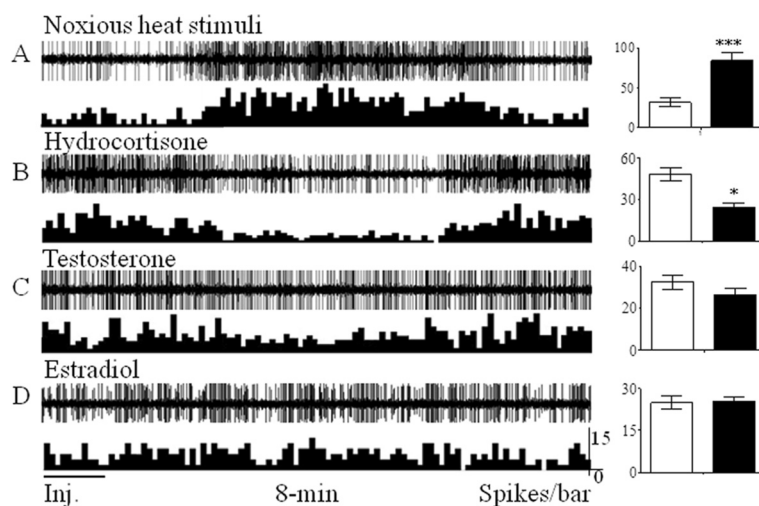 Noxious heat stimuli
A
100
50
0
***
Hydrocortisone
B
60
30
0
*
Testosterone
C
40
20
0
Estradiol
D
15
0
30
15
0
Inj. 8-min Spikes/bar